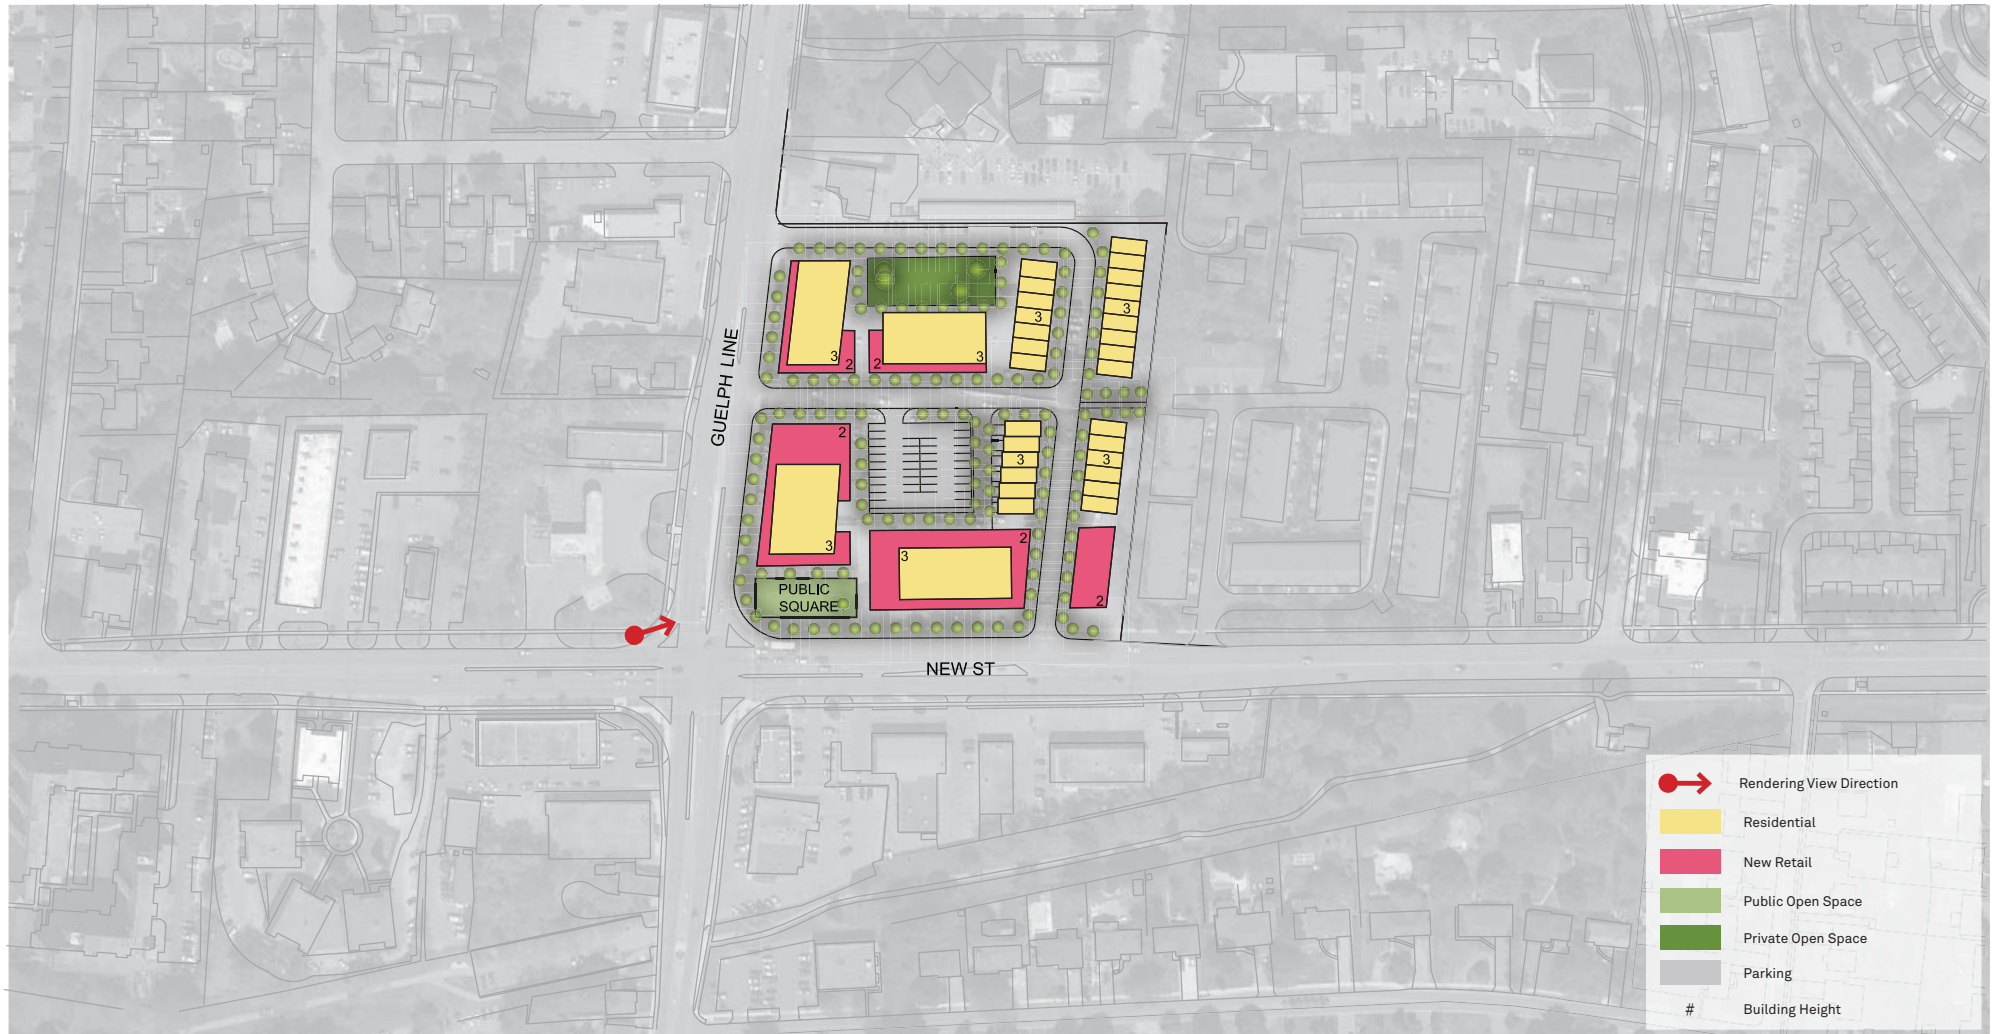 3
3
3
2
2
3
GUELPH LINE
2
3
3
3
2
3
3
PUBLIC
SQUARE
2
NEW ST
Rendering View Direction
Residential
New Retail
Public Open Space
Private Open Space
Parking
# Building Height